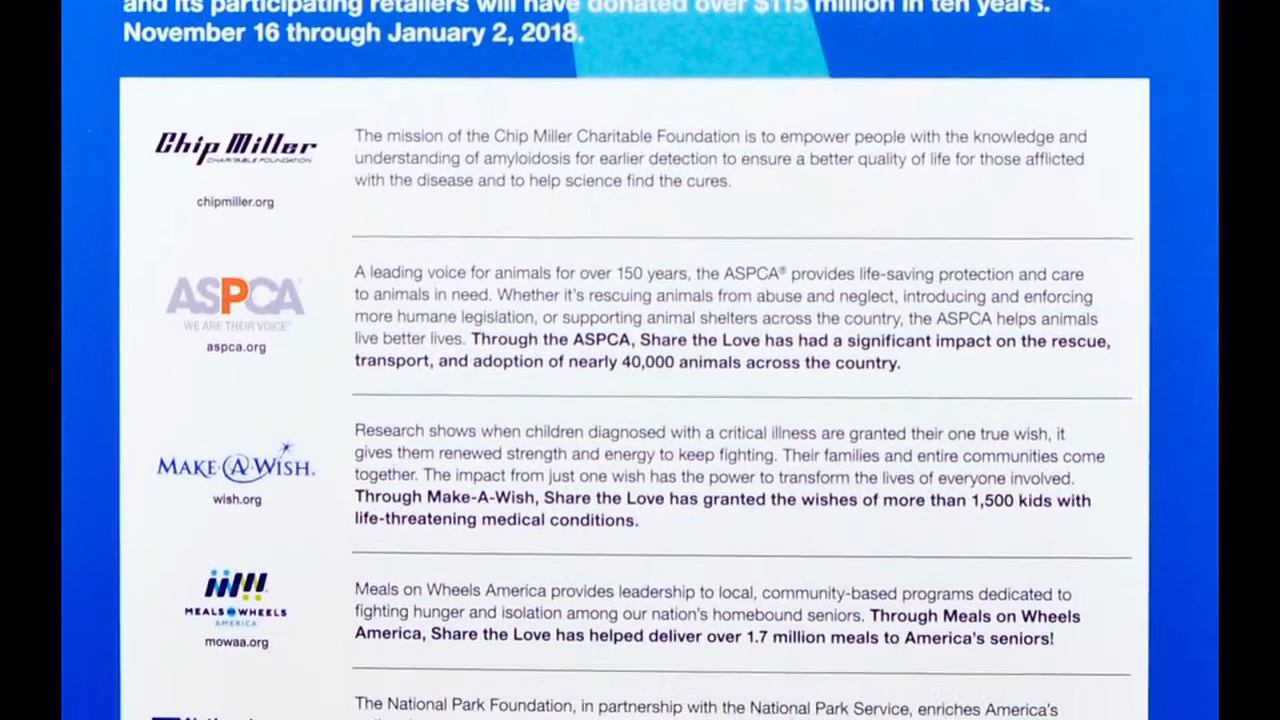 and its participating retailers will have donated over $115 million in ten years.
November 16 through January 2, 2018.
Chip Miller
CHARITABLE FOUNDATION
chipmiller.org
The mission of the Chip Miller Charitable Foundation is to empower people with the knowledge and
understanding of amyloidosis for earlier detection to ensure a better quality of life for those afflicted
with the disease and to help science find the cures.
ASPCA
WE ARE THEIR VOICE®
aspca.org
A leading voice for animals for over 150 years, the ASPCA® provides life-saving protection and care
to animals in need. Whether it's rescuing animals from abuse and neglect, introducing and enforcing
more humane legislation, or supporting animal shelters across the country, the ASPCA helps animals
live better lives. Through the ASPCA, Share the Love has had a significant impact on the rescue,
transport, and adoption of nearly 40,000 animals across the country.
MAKE-A-WISH.
wish.org
Research shows when children diagnosed with a critical illness are granted their one true wish, it
gives them renewed strength and energy to keep fighting. Their families and entire communities come
together. The impact from just one wish has the power to transform the lives of everyone involved.
Through Make-A-Wish, Share the Love has granted the wishes of more than 1,500 kids with
life-threatening medical conditions.
MEALS ON WHEELS
AMERICA
mowaa.org
Meals on Wheels America provides leadership to local, community-based programs dedicated to
fighting hunger and isolation among our nation's homebound seniors. Through Meals on Wheels
America, Share the Love has helped deliver over 1.7 million meals to America's seniors!
The National Park Foundation, in partnership with the National Park Service, enriches America's